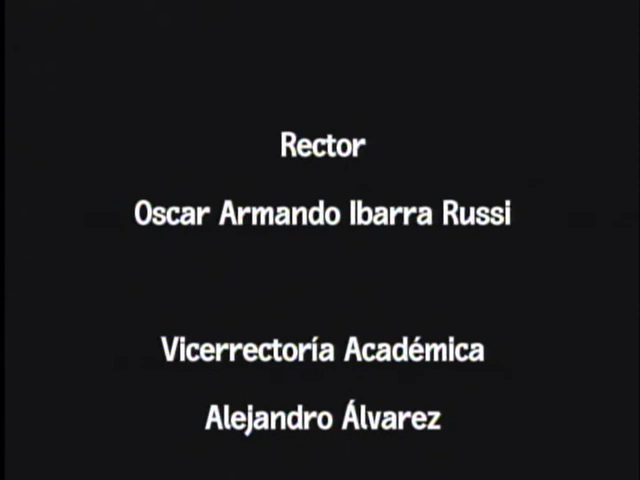 Rector
Oscar Armando Ibarra Russi
Vicerrectoría Académica
Alejandro Álvarez